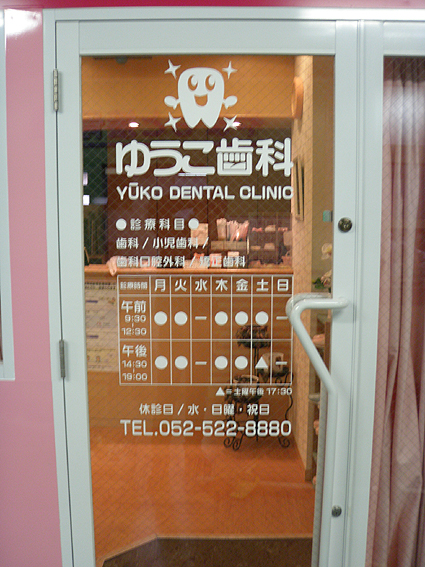 ゆうこ歯科
YŪKO DENTAL CLINIC
●診療科目●
歯科/小児歯科/
歯科口腔外科/矯正歯科
診療時間 月 火 水 木 金 土 日
午前 9:30 12:30 ● ● — ● ● ● —
午後 14:30 19:00 ● ● — ● ● ▲ —
▲=土曜午後17:30
休診日/水・日曜・祝日
TEL.052-522-8880